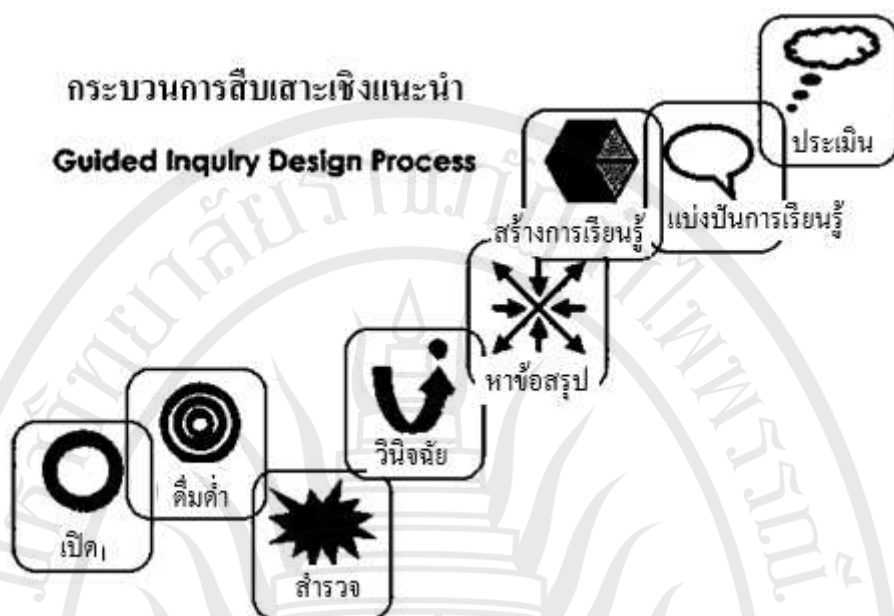 กระบวนการสืบเสาะเชิงแนะนำ
Guided Inquiry Design Process
เปิด
ดื่มด่ำ
สำรวจ
วินิจฉัย
หาข้อสรุป
สร้างการเรียนรู้
แบ่งปันการเรียนรู้
ประเมิน